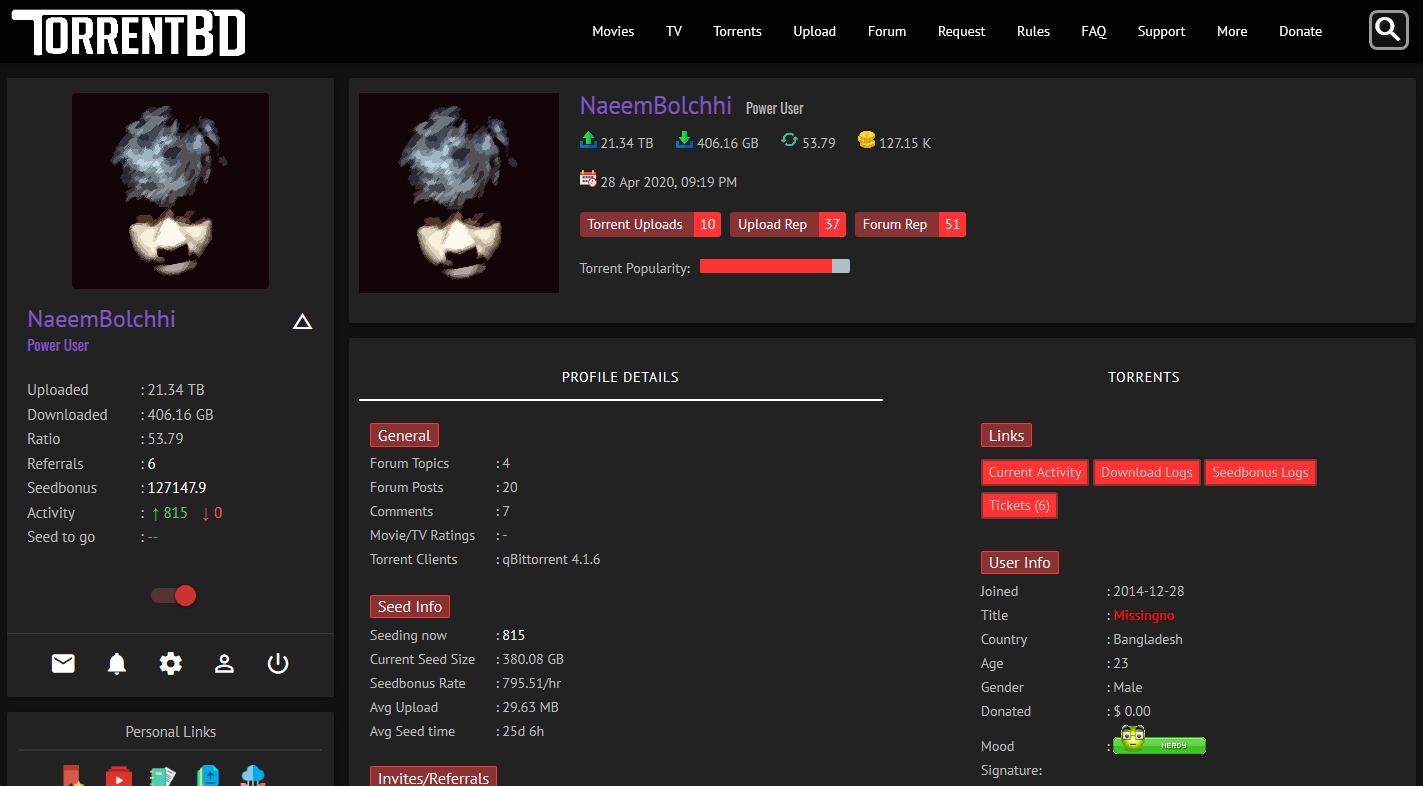 TORRENTBD
Movies TV Torrents Upload Forum Request Rules FAQ Support More Donate
NaeemBolchhi
Power User
Uploaded : 21.34 TB
Downloaded : 406.16 GB
Ratio : 53.79
Referrals : 6
Seedbonus : 127147.9
Activity : ↑ 815 ↓ 0
Seed to go : --
Personal Links
NaeemBolchhi Power User
21.34 TB 406.16 GB 53.79 127.15 K
28 Apr 2020, 09:19 PM
Torrent Uploads 10 Upload Rep 37 Forum Rep 51
Torrent Popularity:
PROFILE DETAILS
TORRENTS
General
Forum Topics : 4
Forum Posts : 20
Comments : 7
Movie/TV Ratings : -
Torrent Clients : qBittorrent 4.1.6
Seed Info
Seeding now : 815
Current Seed Size : 380.08 GB
Seedbonus Rate : 795.51/hr
Avg Upload : 29.63 MB
Avg Seed time : 25d 6h
Invites/Referrals
Links
Current Activity Download Logs Seedbonus Logs
Tickets (6)
User Info
Joined : 2014-12-28
Title : Missingno
Country : Bangladesh
Age : 23
Gender : Male
Donated : $ 0.00
Mood : NERDY
Signature: